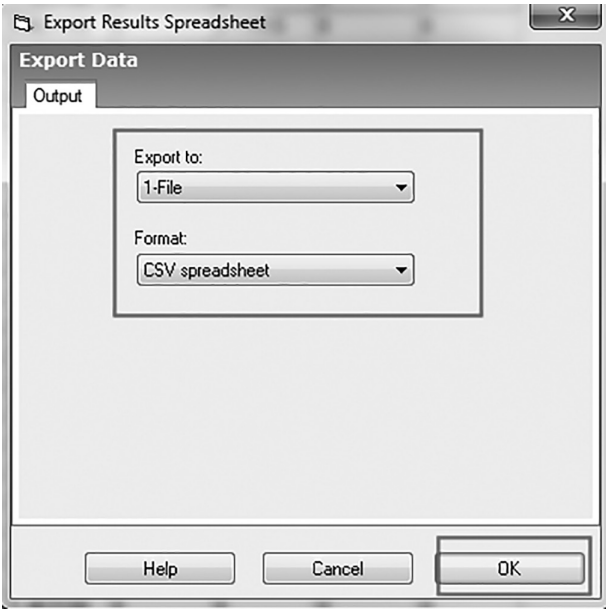 Export Results Spreadsheet
x
Export Data
Output
Export to:
1-File
Format:
CSV spreadsheet
Help
Cancel
OK